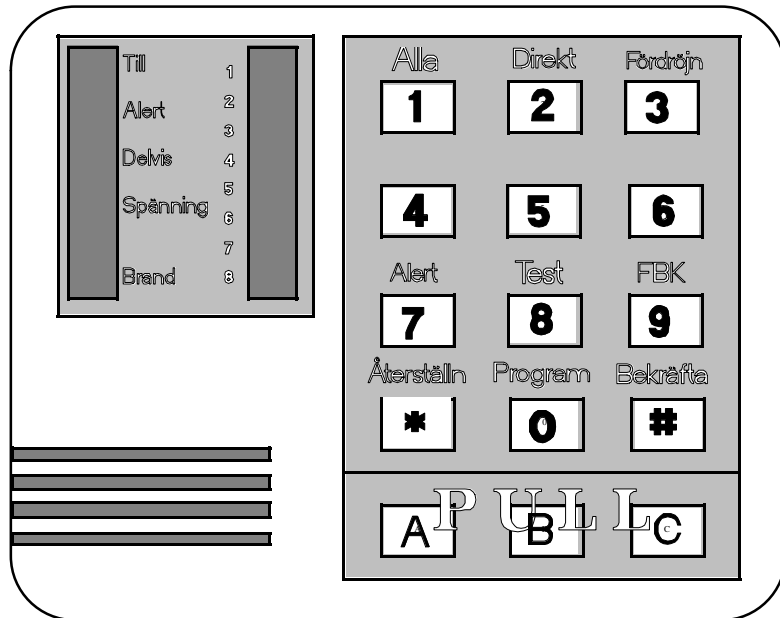 Till 1
Alert 2
3
Delvis 4
5
Spänning 6
7
Brand 8
Alla Direkt Fördröjn
1 2 3
4 5 6
Alert Test FBK
7 8 9
Återställn Program Bekräfta
* 0 #
PULL
A B C